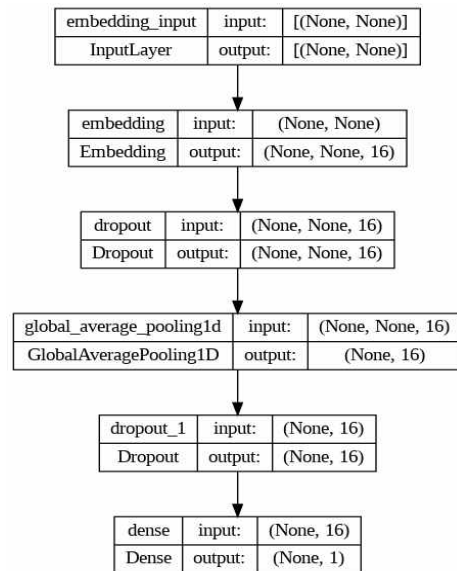 embedding_input input: [(None, None)]
InputLayer output: [(None, None)]
embedding input: (None, None)
Embedding output: (None, None, 16)
dropout input: (None, None, 16)
Dropout output: (None, None, 16)
global_average_pooling1d input: (None, None, 16)
GlobalAveragePooling1D output: (None, 16)
dropout_1 input: (None, 16)
Dropout output: (None, 16)
dense input: (None, 16)
Dense output: (None, 1)